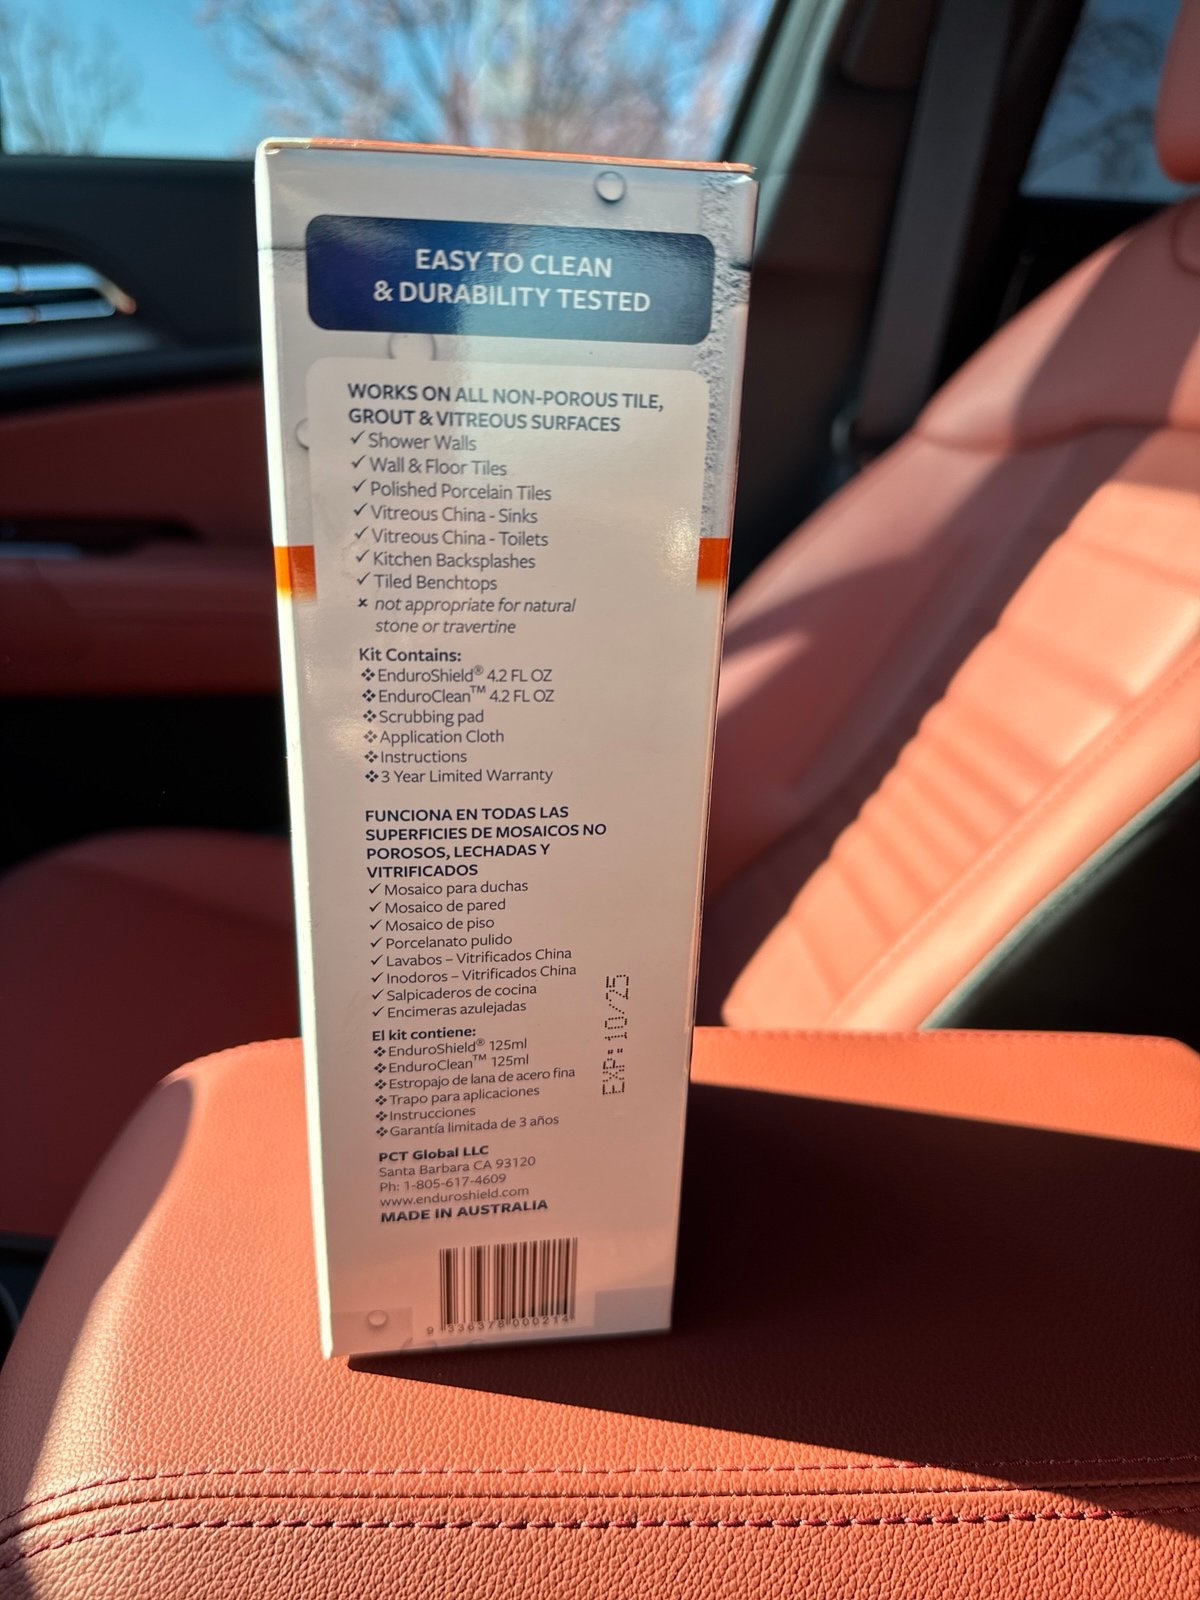 EASY TO CLEAN
& DURABILITY TESTED
WORKS ON ALL NON-POROUS TILE,
GROUT & VITREOUS SURFACES
✓ Shower Walls
✓ Wall & Floor Tiles
✓ Polished Porcelain Tiles
✓ Vitreous China - Sinks
✓ Vitreous China - Toilets
✓ Kitchen Backsplashes
✓ Tiled Benchtops
× not appropriate for natural
stone or travertine
Kit Contains:
❖ EnduroShield® 4.2 FL OZ
❖ EnduroClean™ 4.2 FL OZ
❖ Scrubbing pad
❖ Application Cloth
❖ Instructions
❖ 3 Year Limited Warranty
FUNCIONA EN TODAS LAS
SUPERFICIES DE MOSAICOS NO
POROSOS, LECHADAS Y
VITRIFICADOS
✓ Mosaico para duchas
✓ Mosaico de pared
✓ Mosaico de piso
✓ Porcelanato pulido
✓ Lavabos – Vitrificados China
✓ Inodoros – Vitrificados China
✓ Salpicaderos de cocina
✓ Encimeras azulejadas
El kit contiene:
❖ EnduroShield® 125ml
❖ EnduroClean™ 125ml
❖ Estropajo de lana de acero fina
❖ Trapo para aplicaciones
❖ Instrucciones
❖ Garantía limitada de 3 años
EXP: 10/25
PCT Global LLC
Santa Barbara CA 93120
Ph: 1-805-617-4609
www.enduroshield.com
MADE IN AUSTRALIA
9 336378 000214